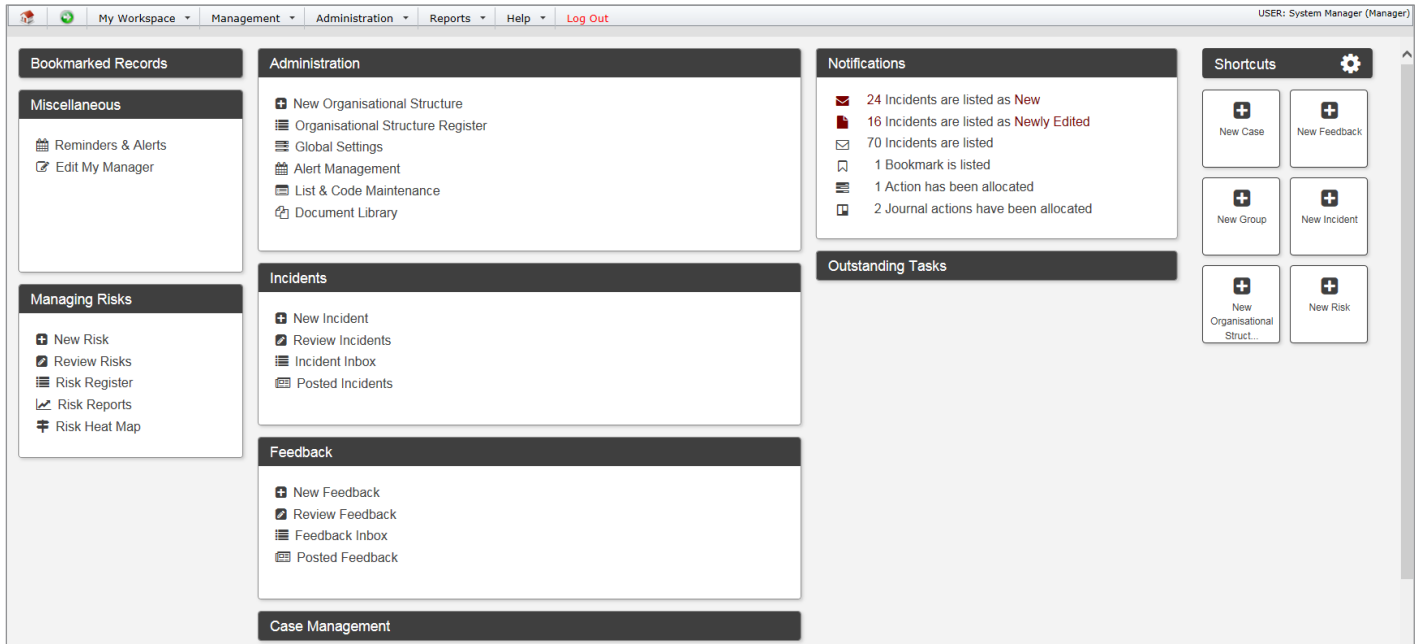 My Workspace
Management
Administration
Reports
Help
Log Out
USER: System Manager (Manager)
Bookmarked Records
Miscellaneous
Reminders & Alerts
Edit My Manager
Managing Risks
New Risk
Review Risks
Risk Register
Risk Reports
Risk Heat Map
Administration
New Organisational Structure
Organisational Structure Register
Global Settings
Alert Management
List & Code Maintenance
Document Library
Incidents
New Incident
Review Incidents
Incident Inbox
Posted Incidents
Feedback
New Feedback
Review Feedback
Feedback Inbox
Posted Feedback
Case Management
Notifications
24 Incidents are listed as New
16 Incidents are listed as Newly Edited
70 Incidents are listed
1 Bookmark is listed
1 Action has been allocated
2 Journal actions have been allocated
Outstanding Tasks
Shortcuts
New Case
New Feedback
New Group
New Incident
New
Organisational
Struct...
New Risk